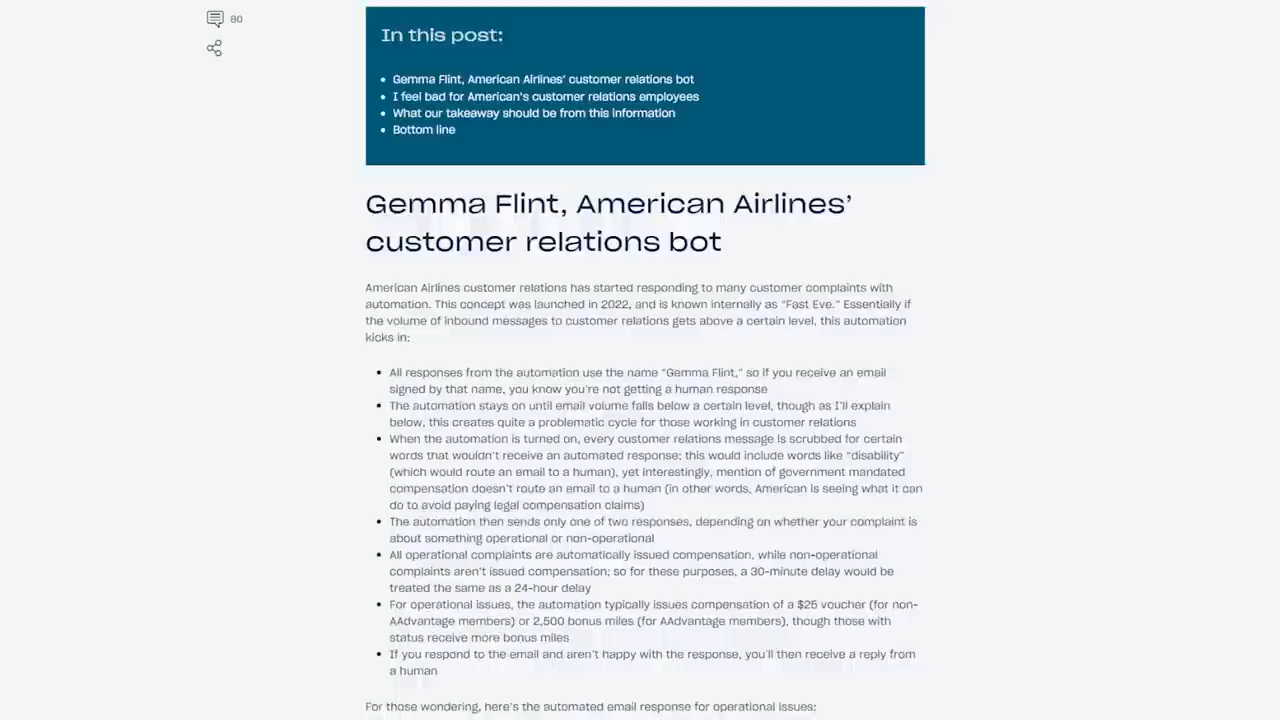 80
In this post:
Gemma Flint, American Airlines' customer relations bot
I feel bad for American's customer relations employees
What our takeaway should be from this information
Bottom line
Gemma Flint, American Airlines'
customer relations bot
American Airlines customer relations has started responding to many customer complaints with
automation. This concept was launched in 2022, and is known internally as "Fast Eve." Essentially if
the volume of inbound messages to customer relations gets above a certain level, this automation
kicks in:
All responses from the automation use the name "Gemma Flint," so if you receive an email
signed by that name, you know you're not getting a human response
The automation stays on until email volume falls below a certain level, though as I'll explain
below, this creates quite a problematic cycle for those working in customer relations
When the automation is turned on, every customer relations message is scrubbed for certain
words that wouldn't receive an automated response; this would include words like "disability"
(which would route an email to a human), yet interestingly, mention of government mandated
compensation doesn't route an email to a human (in other words, American is seeing what it can
do to avoid paying legal compensation claims)
The automation then sends only one of two responses, depending on whether your complaint is
about something operational or non-operational
All operational complaints are automatically issued compensation, while non-operational
complaints aren't issued compensation; so for these purposes, a 30-minute delay would be
treated the same as a 24-hour delay
For operational issues, the automation typically issues compensation of a $25 voucher (for non-
AAdvantage members) or 2,500 bonus miles (for AAdvantage members), though those with
status receive more bonus miles
If you respond to the email and aren't happy with the response, you'll then receive a reply from
a human
For those wondering, here's the automated email response for operational issues: